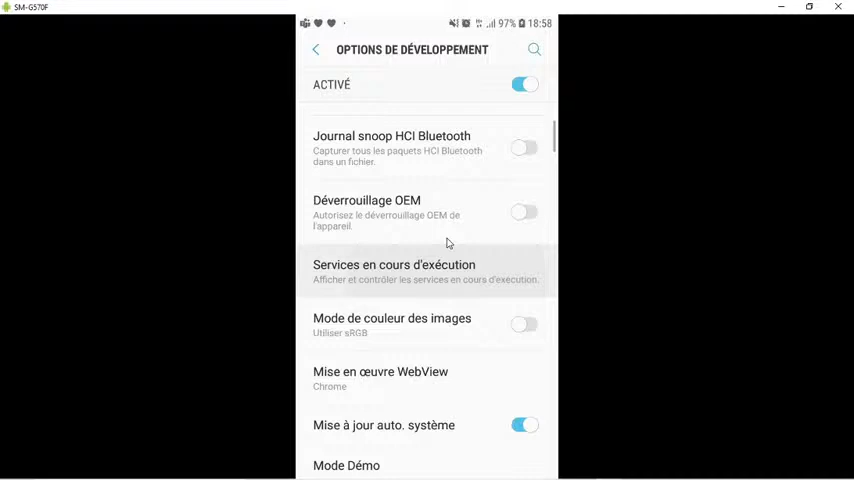 SM-G570F
97% 18:58
OPTIONS DE DÉVELOPPEMENT
ACTIVÉ
Journal snoop HCI Bluetooth
Capturer tous les paquets HCI Bluetooth
dans un fichier.
Déverrouillage OEM
Autorisez le déverrouillage OEM de
l'appareil.
Services en cours d'exécution
Afficher et contrôler les services en cours d'exécution.
Mode de couleur des images
Utiliser sRGB
Mise en œuvre WebView
Chrome
Mise à jour auto. système
Mode Démo